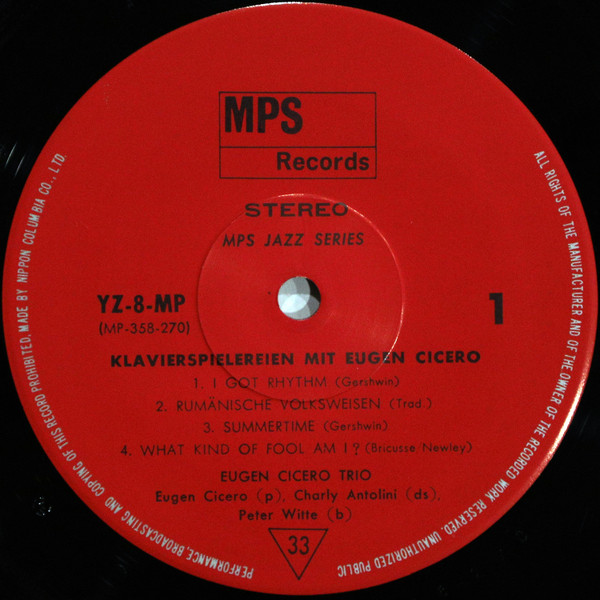 MPS
Records
STEREO
MPS JAZZ SERIES
YZ-8-MP
(MP-358-270)
1
KLAVIERSPIELEREIEN MIT EUGEN CICERO
1. I GOT RHYTHM (Gershwin)
2. RUMÄNISCHE VOLKSWEISEN (Trad.)
3. SUMMERTIME (Gershwin)
4. WHAT KIND OF FOOL AM I? (Bricusse/Newley)
EUGEN CICERO TRIO
Eugen Cicero (p), Charly Antolini (ds),
Peter Witte (b)
33
ALL RIGHTS OF THE MANUFACTURER AND OF THE OWNER OF THE RECORDED WORK RESERVED. UNAUTHORIZED PUBLIC
PERFORMANCE, BROADCASTING AND COPYING OF THIS RECORD PROHIBITED. MADE BY NIPPON COLUMBIA CO., LTD.